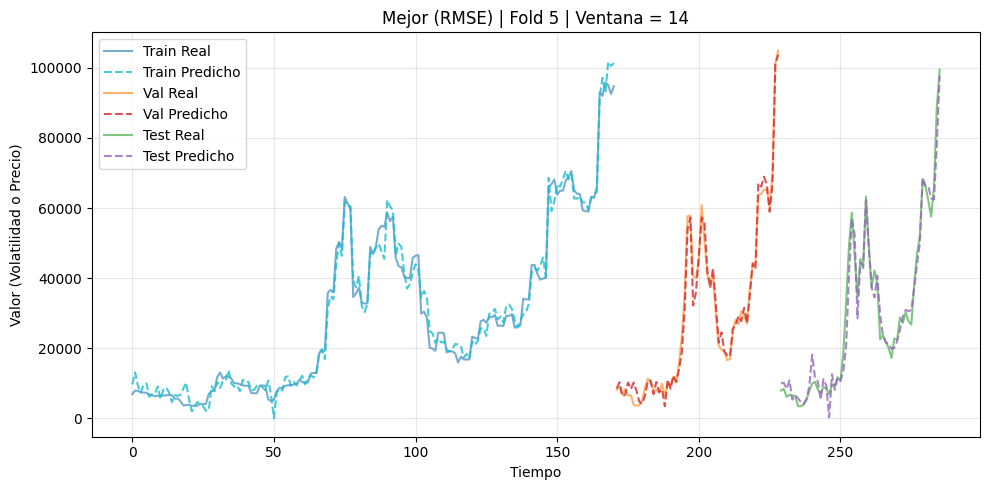 Mejor (RMSE) | Fold 5 | Ventana = 14
Train Real
Train Predicho
Val Real
Val Predicho
Test Real
Test Predicho
Valor (Volatilidad o Precio)
100000
80000
60000
40000
20000
0
0
50
100
150
200
250
Tiempo